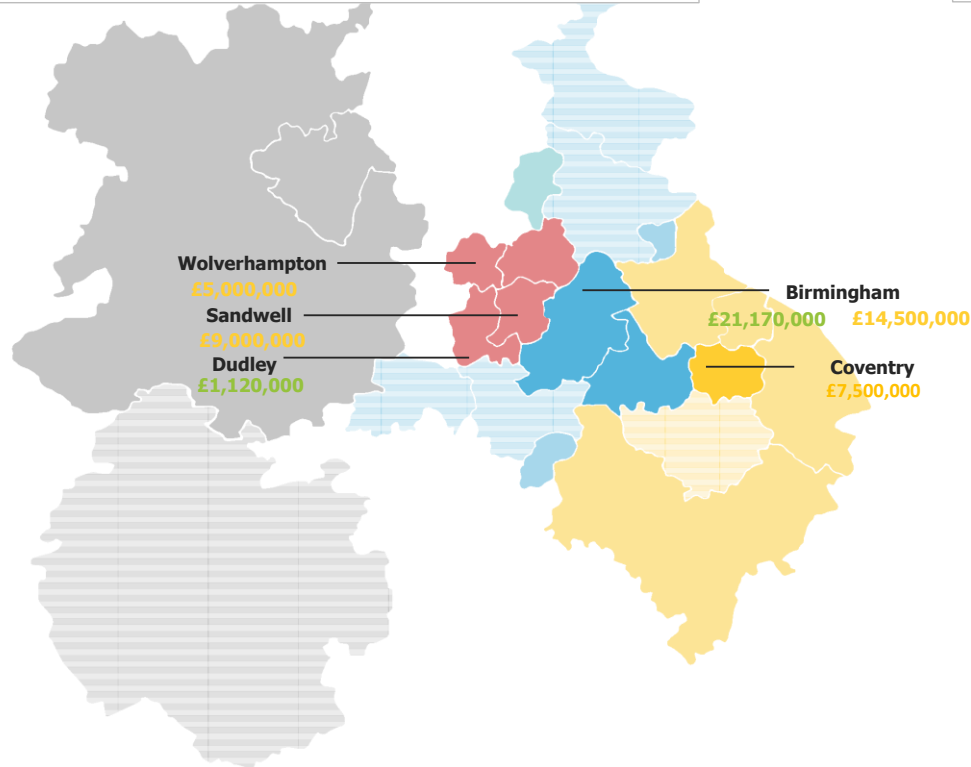 Wolverhampton
£5,000,000
Sandwell
£9,000,000
Dudley
£1,120,000
Birmingham
£21,170,000 £14,500,000
Coventry
£7,500,000